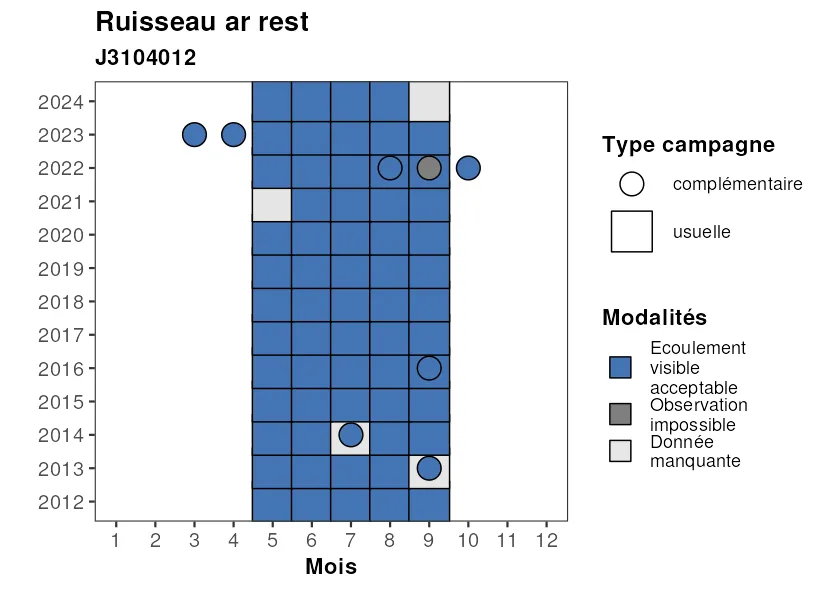 Ruisseau ar rest
J3104012
2024
2023
2022
2021
2020
2019
2018
2017
2016
2015
2014
2013
2012
1 2 3 4 5 6 7 8 9 10 11 12
Mois
Type campagne
complémentaire
usuelle
Modalités
Ecoulement
visible
acceptable
Observation
impossible
Donnée
manquante